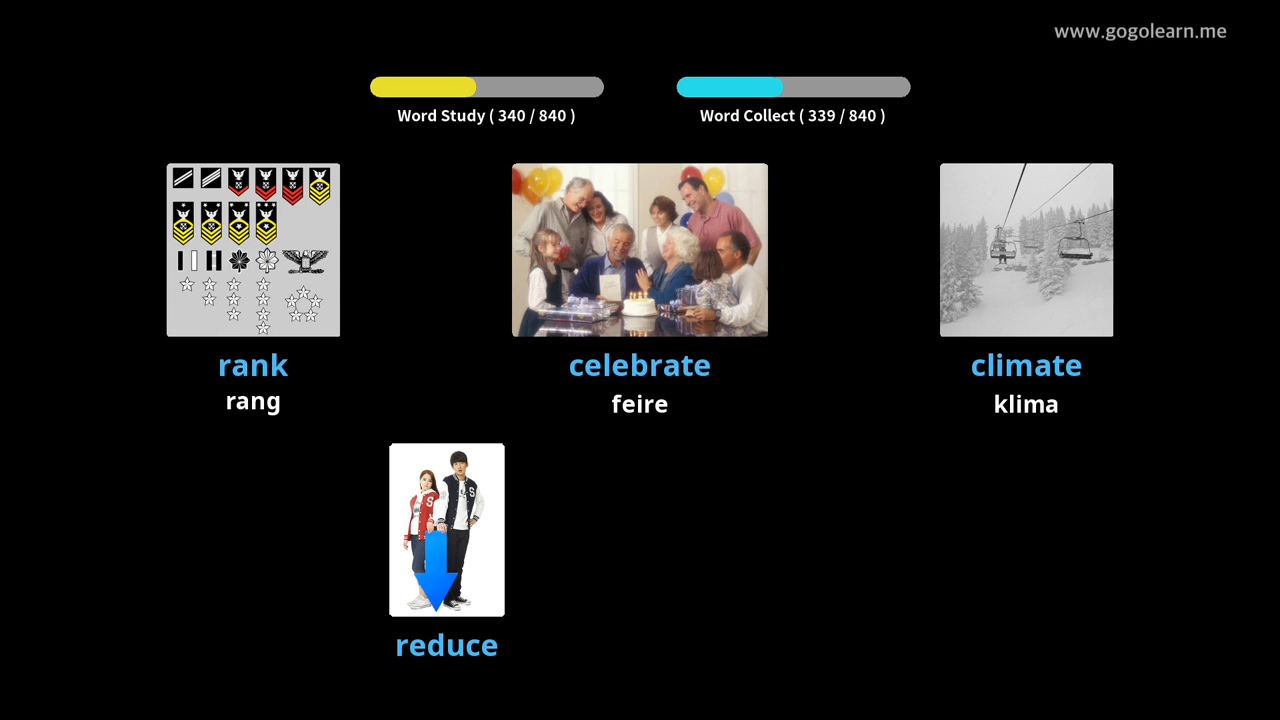 www.gogolearn.me
Word Study ( 340 / 840 )
Word Collect ( 339 / 840 )
rank
rang
celebrate
feire
climate
klima
S
S
reduce